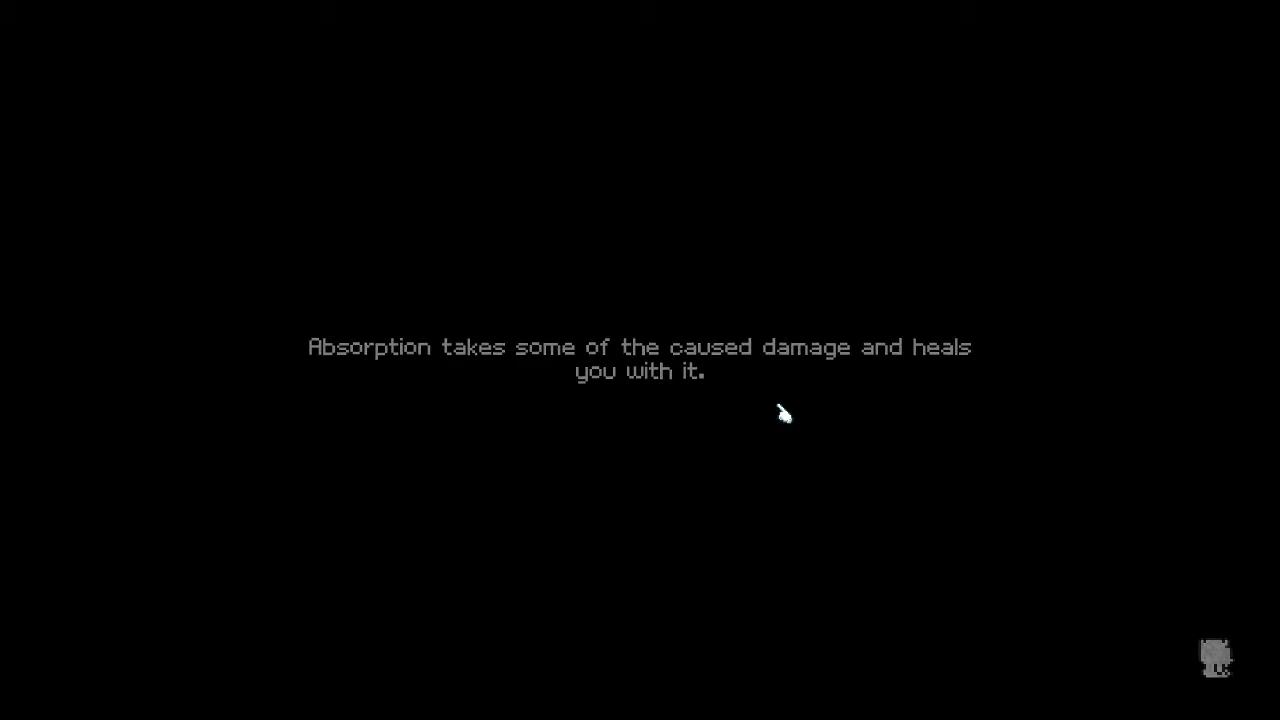 Absorption takes some of the caused damage and heals
you with it.